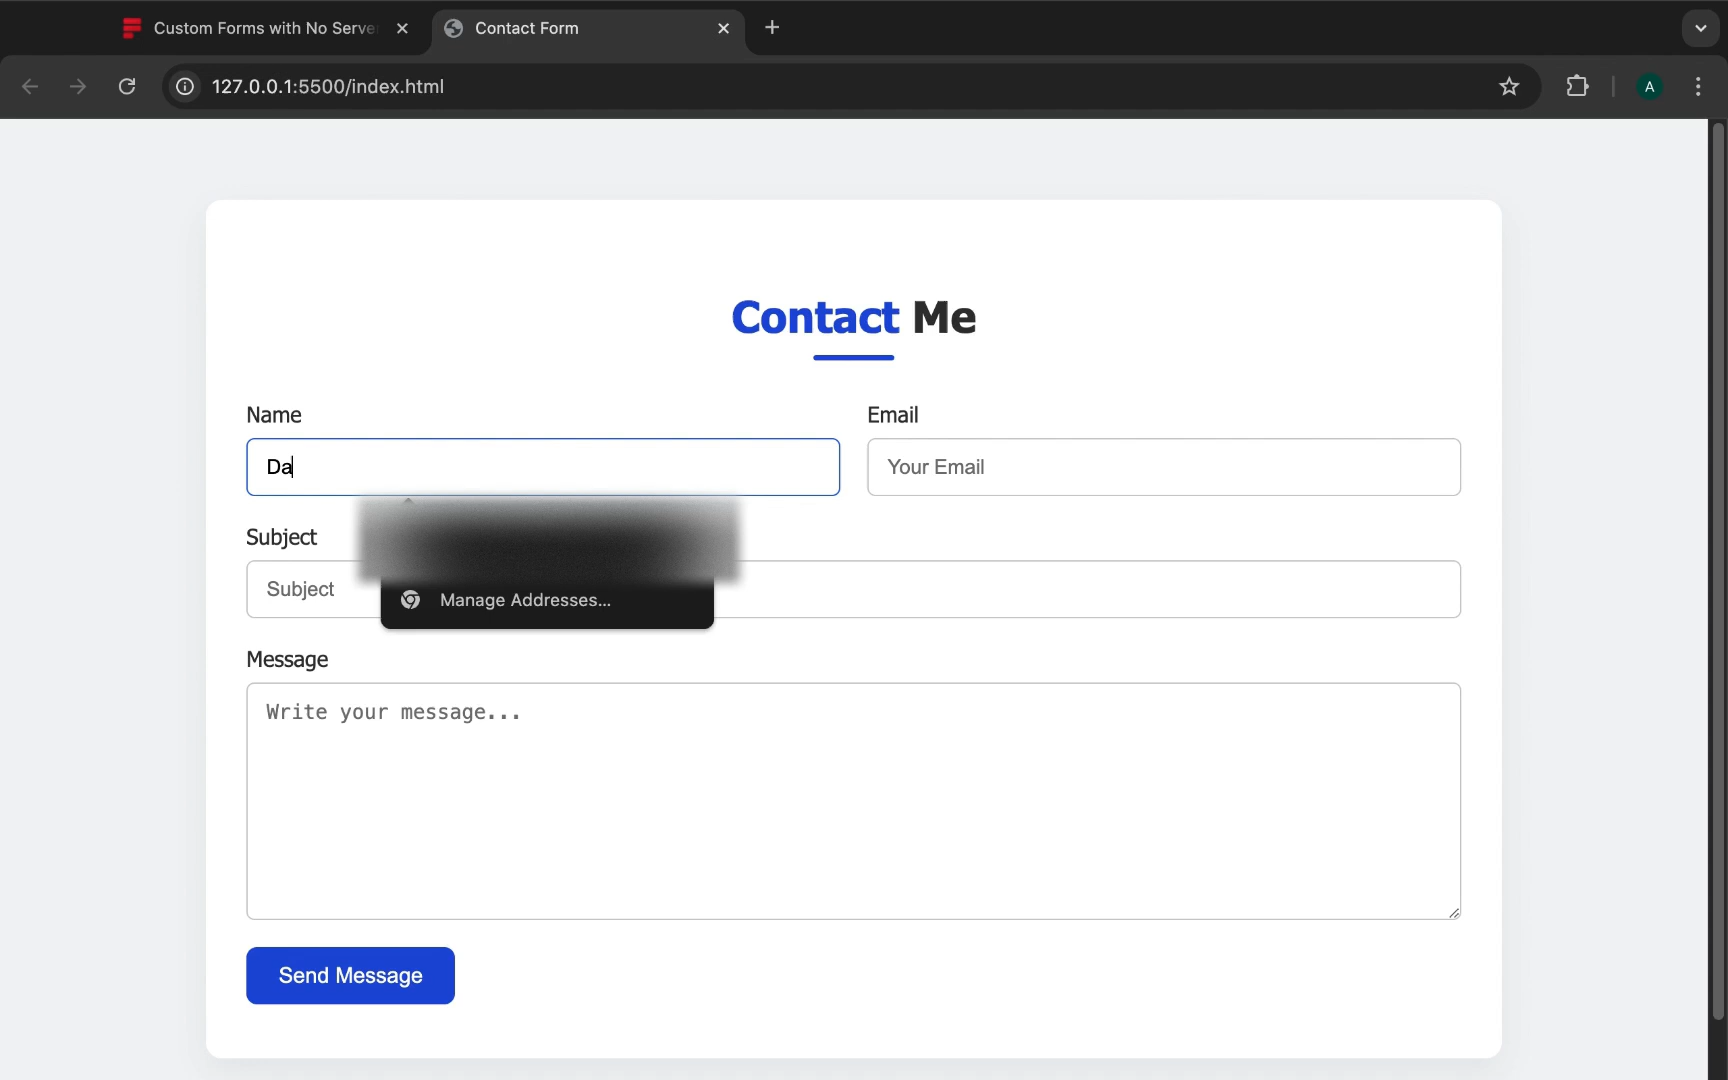 Custom Forms with No Serve
Contact Form
127.0.0.1:5500/index.html
A
Contact Me
Name
Email
Da
Your Email
Subject
Subject
Manage Addresses...
Message
Write your message...
Send Message